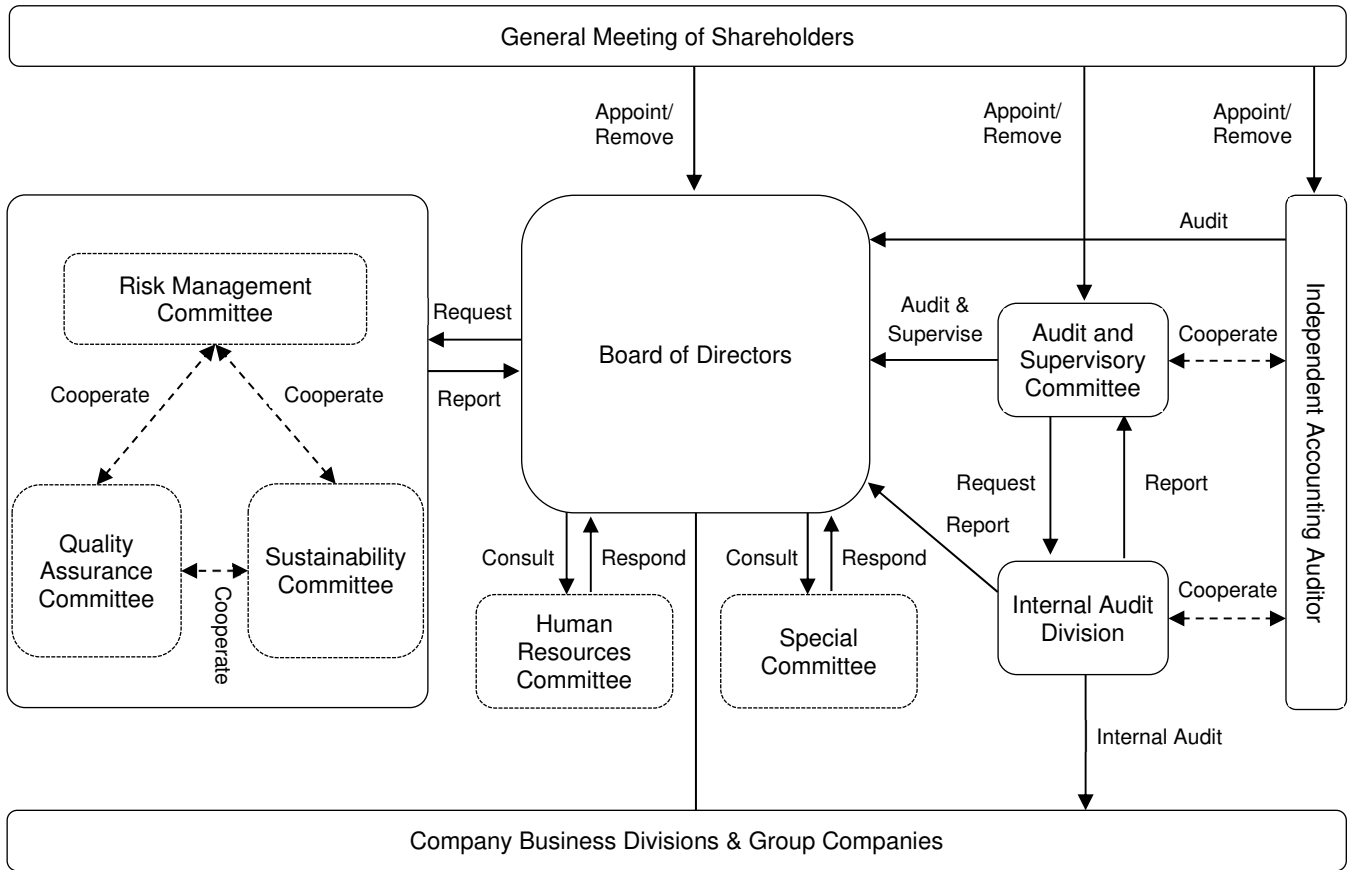 General Meeting of Shareholders
Appoint/
Remove
Appoint/
Remove
Appoint/
Remove
Risk Management
Committee
Cooperate
Cooperate
Quality
Assurance
Committee
Cooperate
Sustainability
Committee
Request
Report
Board of Directors
Audit
Audit &
Supervise
Audit and
Supervisory
Committee
Cooperate
Independent Accounting Auditor
Request
Report
Report
Consult
Respond
Consult
Respond
Human
Resources
Committee
Special
Committee
Internal Audit
Division
Cooperate
Internal Audit
Company Business Divisions & Group Companies